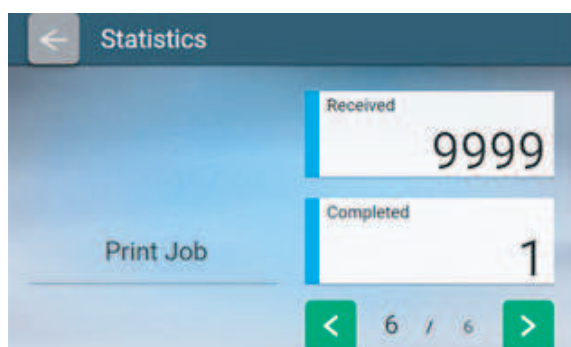 Statistics
Received
9999
Completed
Print Job
1
6 / 6